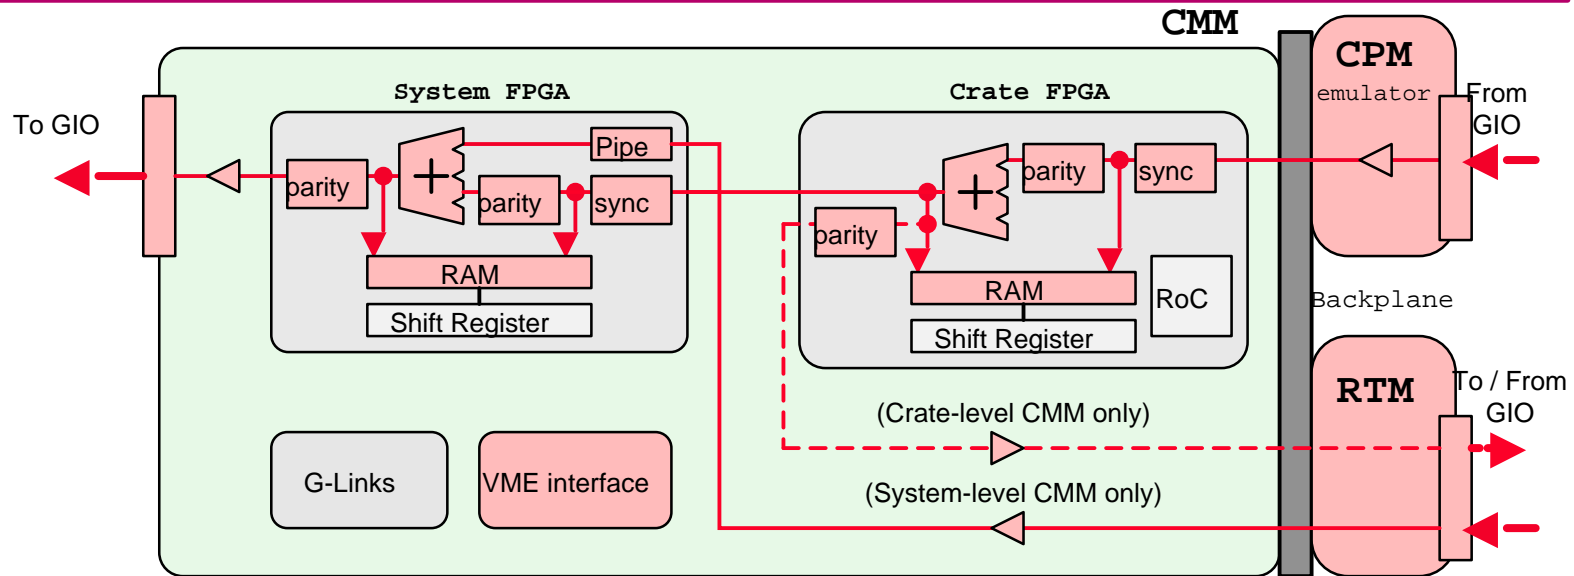 CMM
CPM
emulator
System FPGA
Crate FPGA
From
GIO
To GIO
Pipe
parity
parity
sync
parity
sync
parity
RAM
Shift Register
RAM
Shift Register
RoC
Backplane
RTM
To / From
GIO
(Crate-level CMM only)
G-Links
VME interface
(System-level CMM only)